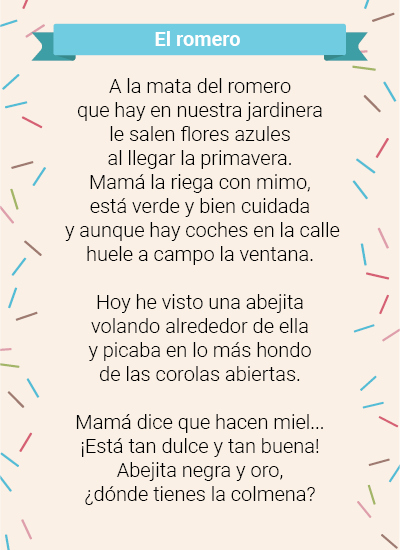 El romero
A la mata del romero
que hay en nuestra jardinera
le salen flores azules
al llegar la primavera.
Mamá la riega con mimo,
está verde y bien cuidada
y aunque hay coches en la calle
huele a campo la ventana.
Hoy he visto una abejita
volando alrededor de ella
y picaba en lo más hondo
de las corolas abiertas.
Mamá dice que hacen miel...
¡Está tan dulce y tan buena!
Abejita negra y oro,
¿dónde tienes la colmena?